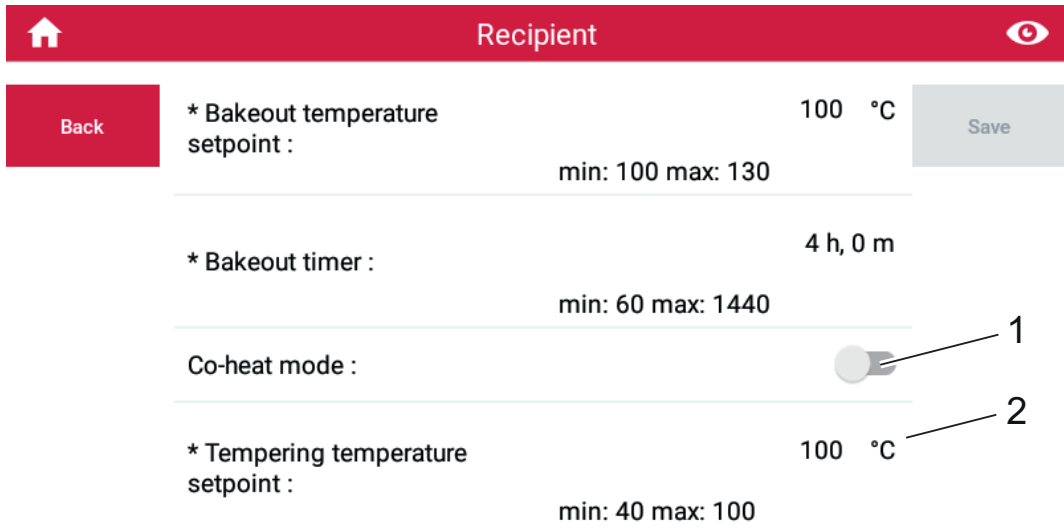 Recipient
Back
* Bakeout temperature
setpoint :
100 °C
min: 100 max: 130
Save
* Bakeout timer :
4 h, 0 m
min: 60 max: 1440
Co-heat mode :
1
* Tempering temperature
setpoint :
100 °C
2
min: 40 max: 100